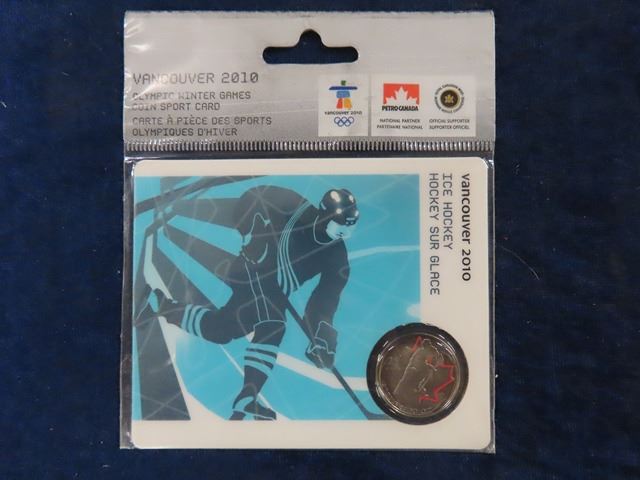 VANCOUVER 2010
OLYMPIC WINTER GAMES
COIN SPORT CARD
CARTE À PIÈCE DES SPORTS
OLYMPIQUES D'HIVER
vancouver 2010
PETRO-CANADA
NATIONAL PARTNER
PARTENAIRE NATIONAL
OFFICIAL SUPPORTER
SUPPORTEUR OFFICIEL
vancouver 2010
ICE HOCKEY
HOCKEY SUR GLACE